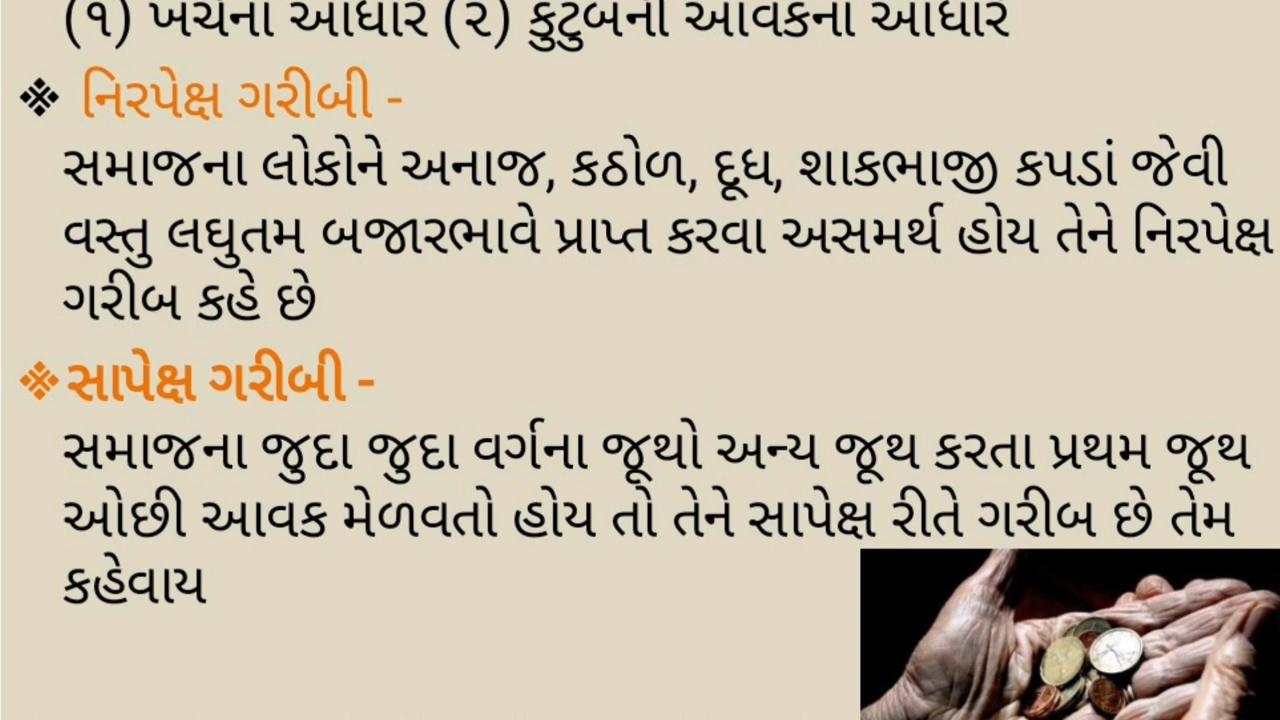 (૧) ખર્ચના આધારે (૨) કુટુંબની આવકના આધારે
❖ નિરપેક્ષ ગરીબી -
સમાજના લોકોને અનાજ, કઠોળ, દૂધ, શાકભાજી કપડાં જેવી
વસ્તુ લઘુતમ બજારભાવે પ્રાપ્ત કરવા અસમર્થ હોય તેને નિરપેક્ષ
ગરીબ કહે છે
❖ સાપેક્ષ ગરીબી -
સમાજના જુદા જુદા વર્ગના જૂથો અન્ય જૂથ કરતા પ્રથમ જૂથ
ઓછી આવક મેળવતો હોય તો તેને સાપેક્ષ રીતે ગરીબ છે તેમ
કહેવાય